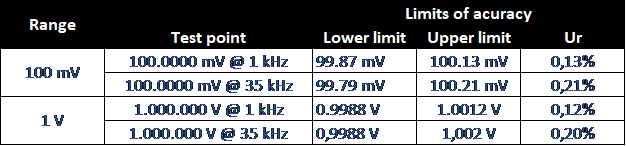 Range Limits of acuracy
Test point Lower limit Upper limit Ur
100 mV 100.0000 mV @ 1 kHz 99.87 mV 100.13 mV 0,13%
100.0000 mV @ 35 kHz 99.79 mV 100.21 mV 0,21%
1 V 1.000.000 V @ 1 kHz 0.9988 V 1.0012 V 0,12%
1.000.000 V @ 35 kHz 0,9988 V 1,002 V 0,20%